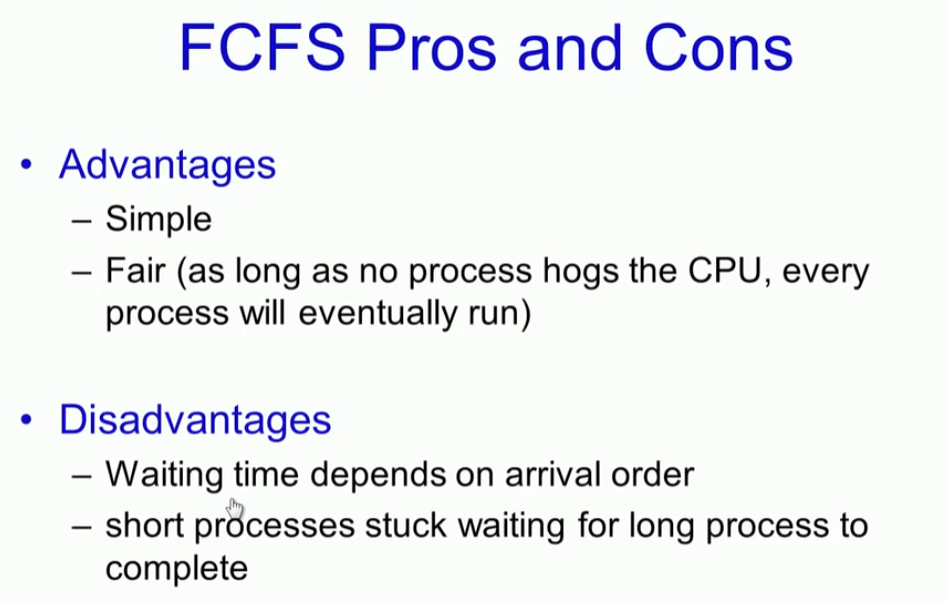 FCFS Pros and Cons
• Advantages
– Simple
– Fair (as long as no process hogs the CPU, every
process will eventually run)
• Disadvantages
– Waiting time depends on arrival order
– short processes stuck waiting for long process to
complete